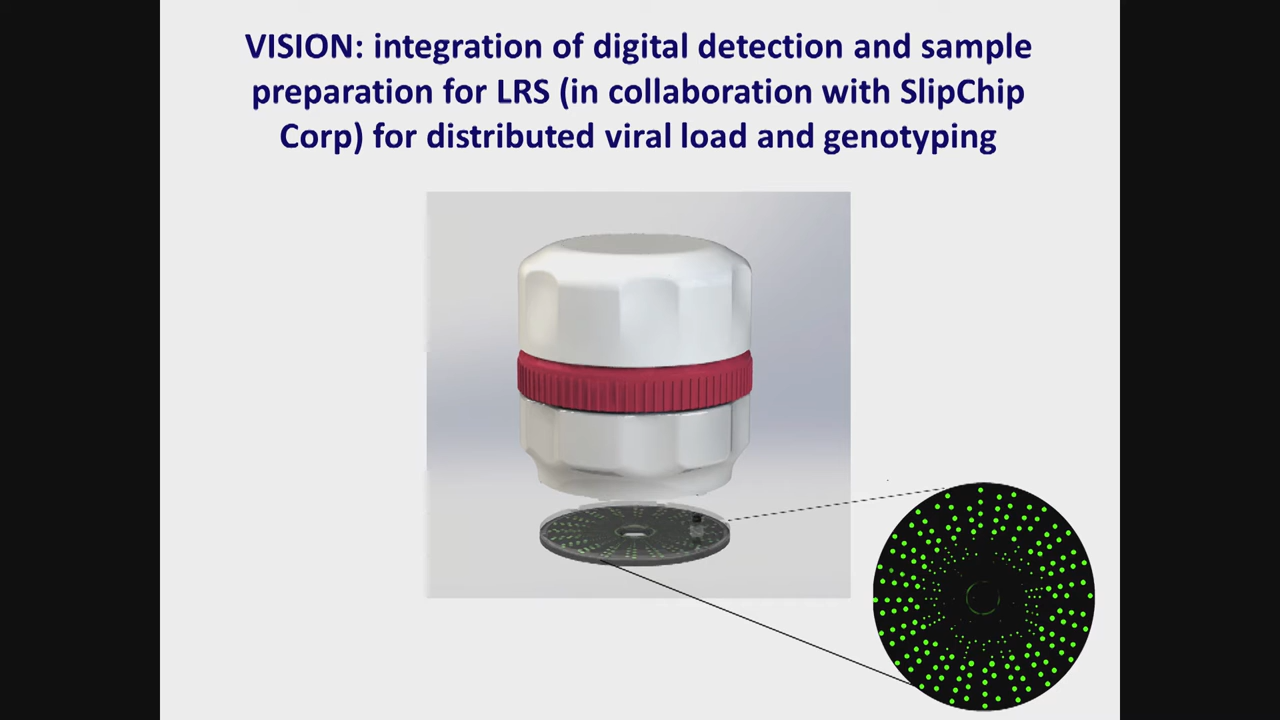 VISION: integration of digital detection and sample
preparation for LRS (in collaboration with SlipChip
Corp) for distributed viral load and genotyping